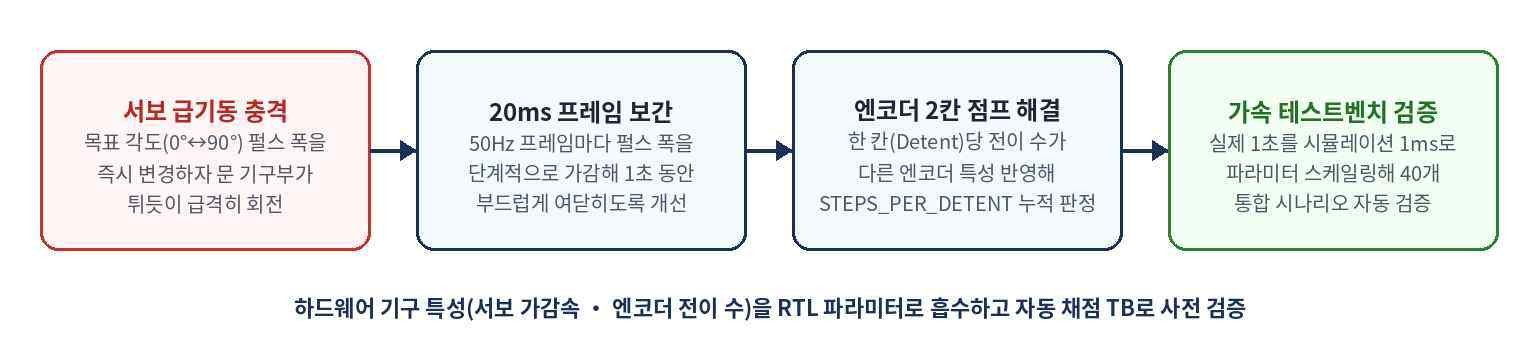 서보 급기동 충격
목표 각도(0°↔90°) 펄스 폭을
즉시 변경하자 문 기구부가
튀듯이 급격히 회전
20ms 프레임 보간
50Hz 프레임마다 펄스 폭을
단계적으로 가감해 1초 동안
부드럽게 여닫히도록 개선
엔코더 2칸 점프 해결
한 칸(Detent)당 전이 수가
다른 엔코더 특성 반영해
STEPS_PER_DETENT 누적 판정
가속 테스트벤치 검증
실제 1초를 시뮬레이션 1ms로
파라미터 스케일링해 40개
통합 시나리오 자동 검증
하드웨어 기구 특성(서보 가감속 · 엔코더 전이 수)을 RTL 파라미터로 흡수하고 자동 채점 TB로 사전 검증